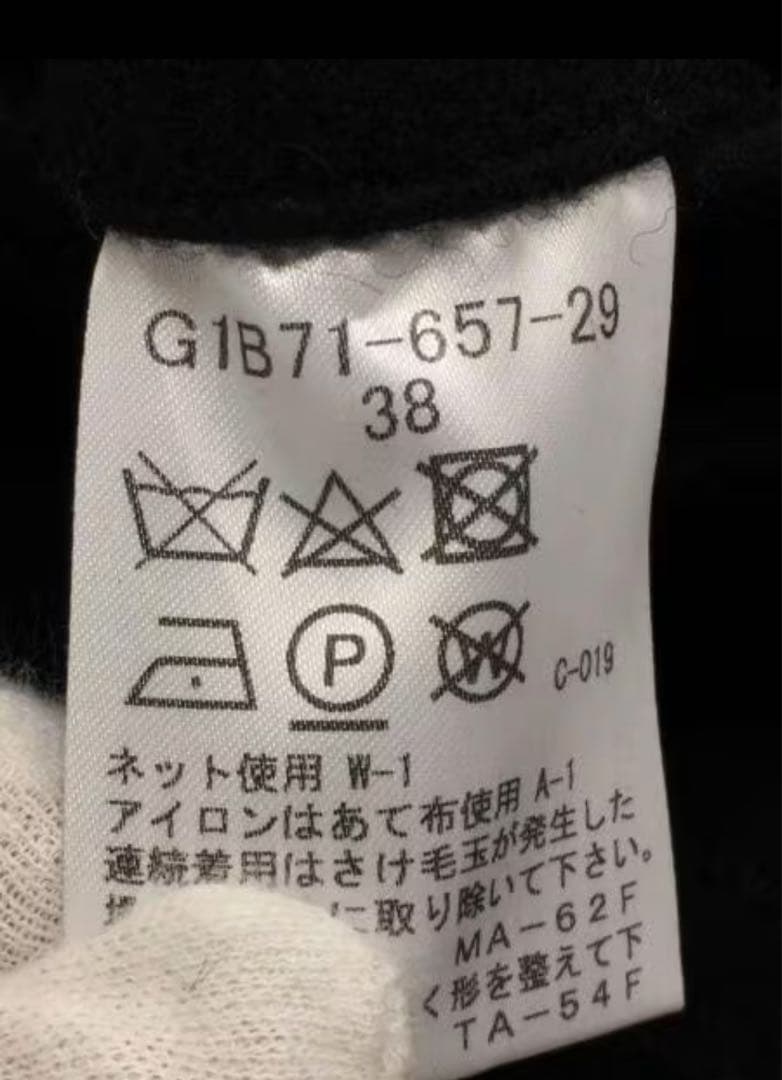 G1B71-657-29
38
P
W
C-019
ネット使用 W-1
アイロンはあて布使用 A-1
連続着用はさけ毛玉が発生した
に取り除いて下さい。
MA-62F
く形を整えて下
TA-54F